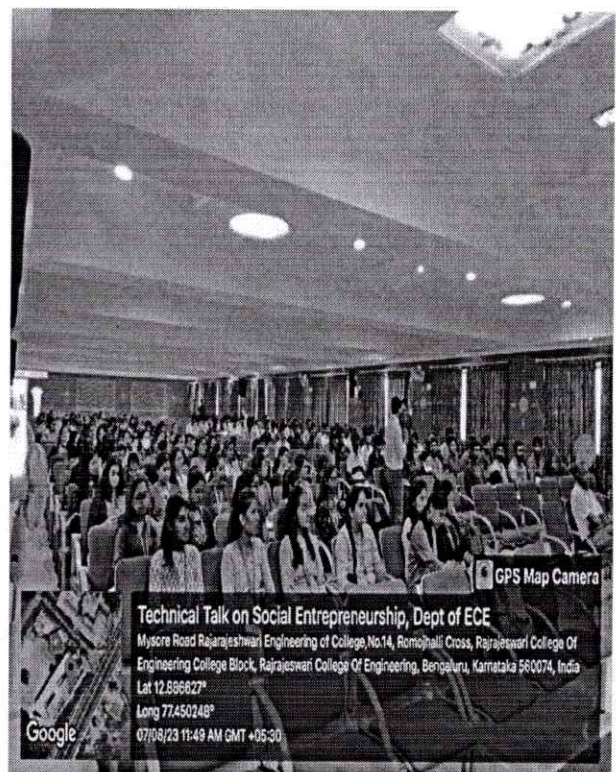 GPS Map Camera
Technical Talk on Social Entrepreneurship, Dept of ECE
Mysore Road Rajarajeshwari Engineering of College,No.14, Romojhalli Cross, Rajrajeswari College Of
Engineering College Block, Rajrajeswari College Of Engineering, Bengaluru, Karnataka 560074, India
Lat 12.886627°
Long 77.450248°
07/08/23 11:49 AM GMT +05:30
Google